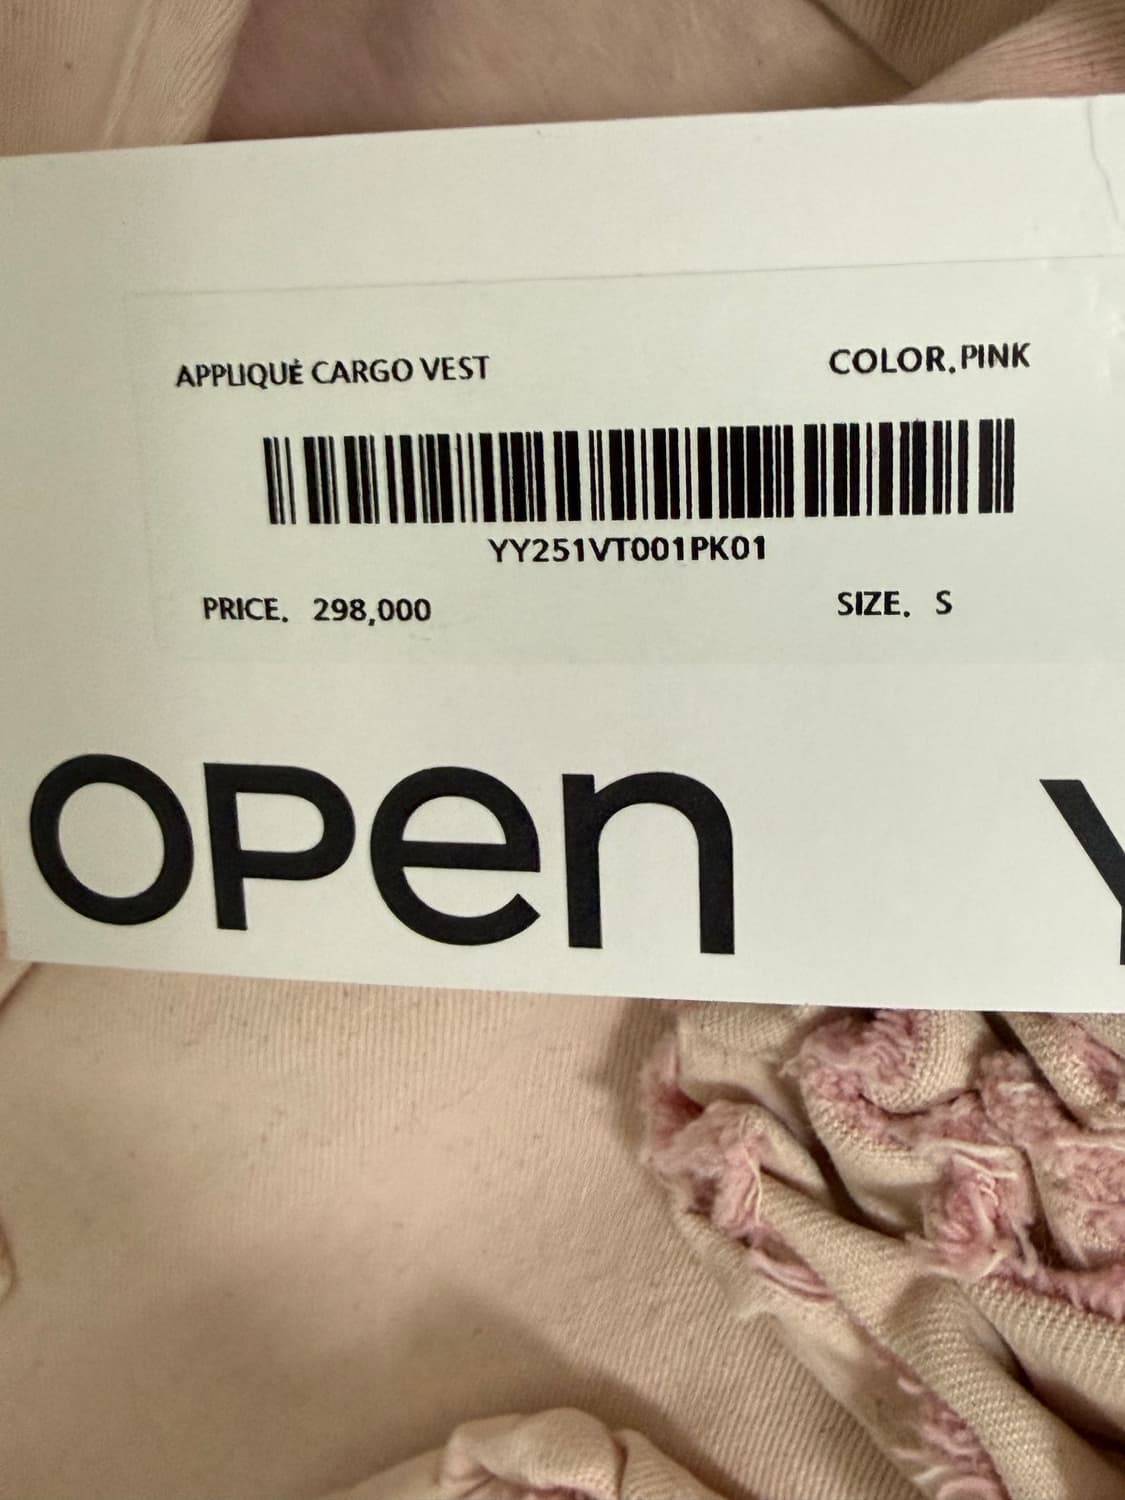 APPLIQUÉ CARGO VEST COLOR. PINK
YY251VT001PK01
PRICE. 298,000 SIZE. S
OPEN Y